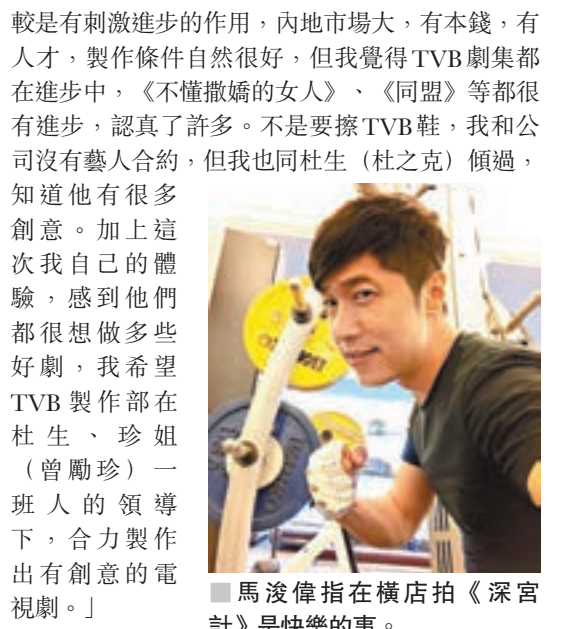 較是有刺激進步的作用，內地市場大，有本錢，有
人才，製作條件自然很好，但我覺得TVB劇集都
在進步中，《不懂撒嬌的女人》、《同盟》等都很
有進步，認真了許多。不是要擦TVB鞋，我和公
司沒有藝人合約，但我也同杜生（杜之克）傾過，
知道他有很多
創意。加上這
次我自己的體
驗，感到他們
都很想做多些
好劇，我希望
TVB 製作部在
杜生、珍姐
（曾勵珍）一
班人的領導
下，合力製作
出有創意的電
視劇。」
■馬浚偉指在橫店拍《深宮
計》是快樂的事。